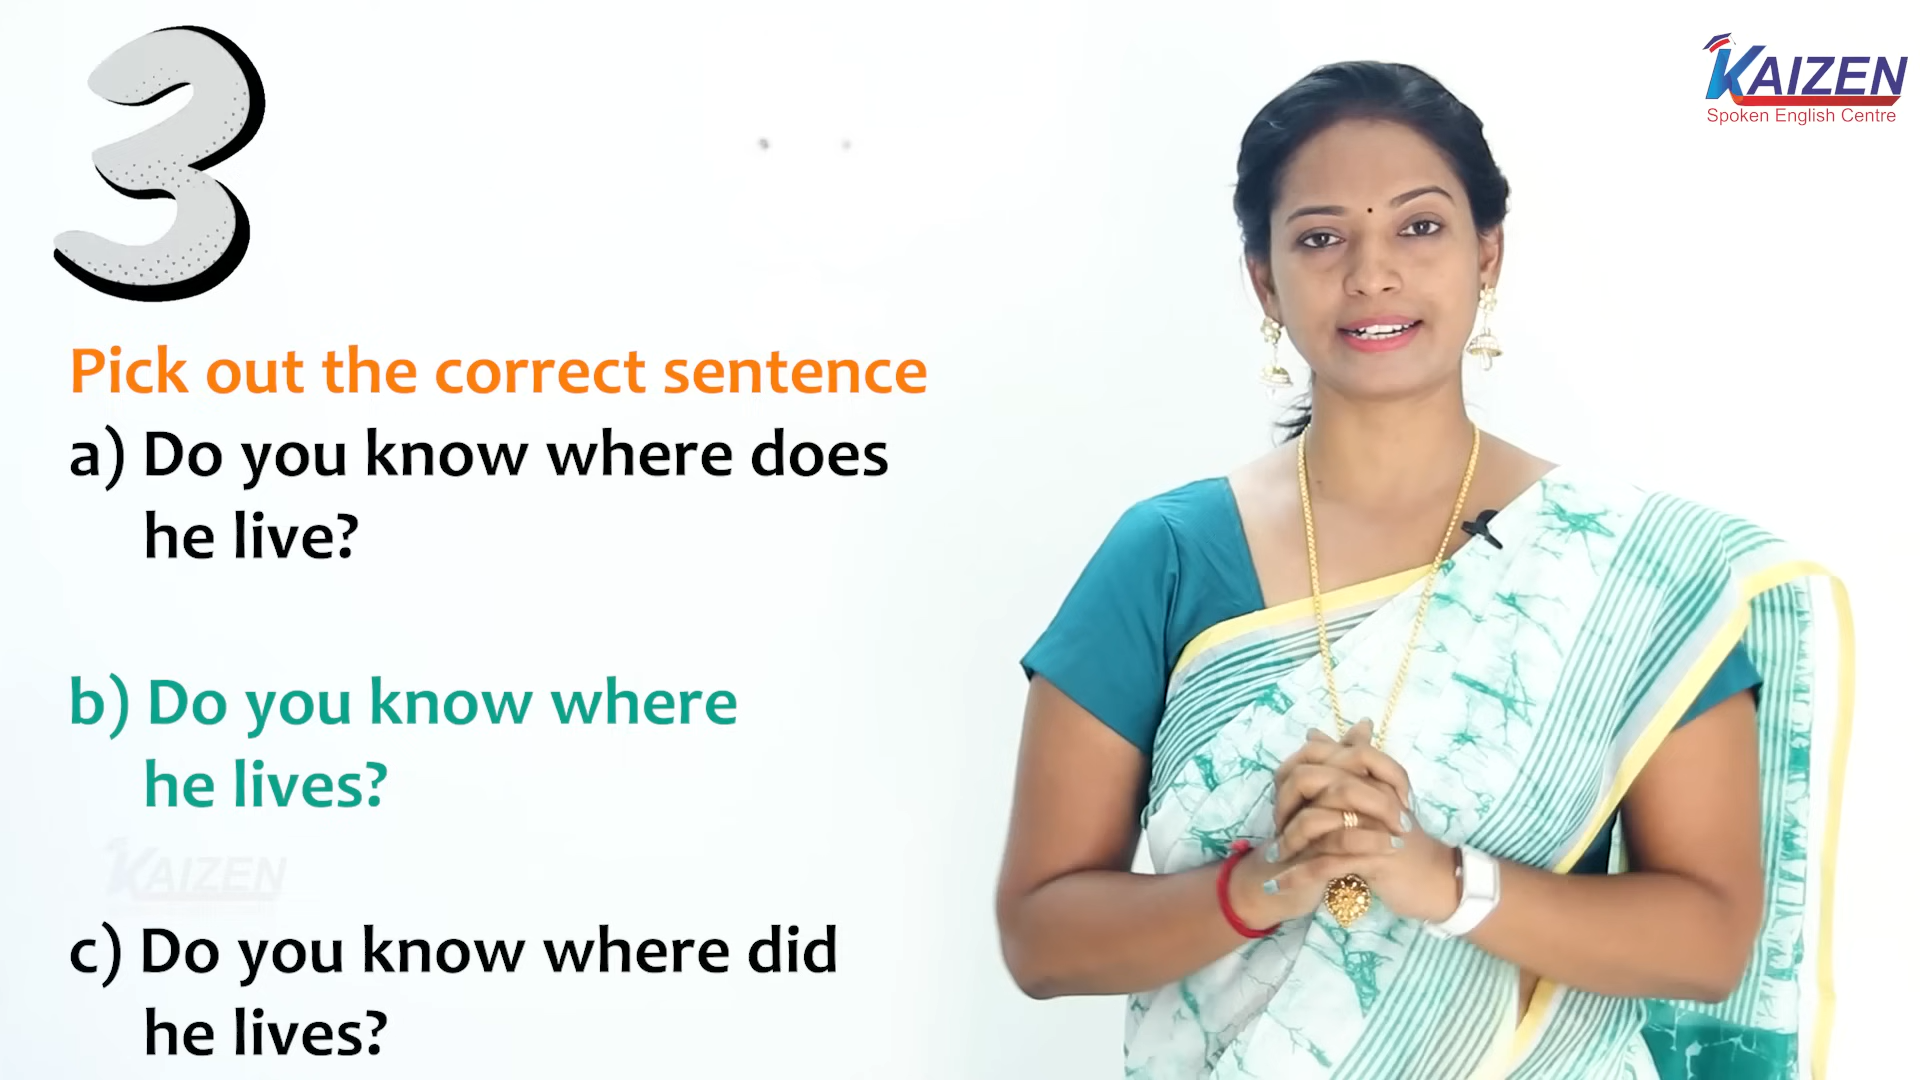 3
KAIZEN
Spoken English Centre
Pick out the correct sentence
a) Do you know where does
he live?
b) Do you know where
he lives?
KAIZEN
c) Do you know where did
he lives?